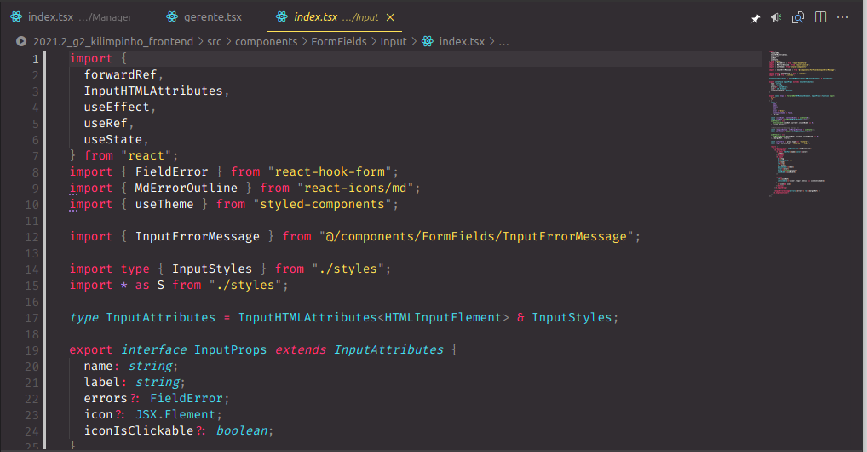 index.tsx .../Manager gerente.tsx index.tsx .../Input ×
2021.2_g2_kilimpinho_frontend > src > components > FormFields > Input > index.tsx > ...
1 import {
2 forwardRef,
3 InputHTMLAttributes,
4 useEffect,
5 useRef,
6 useState,
7 } from "react";
8 import { FieldError } from "react-hook-form";
9 import { MdErrorOutline } from "react-icons/md";
10 import { useTheme } from "styled-components";
11
12 import { InputErrorMessage } from "@/components/FormFields/InputErrorMessage";
13
14 import type { InputStyles } from "./styles";
15 import * as S from "./styles";
16
17 type InputAttributes = InputHTMLAttributes<HTMLInputElement> & InputStyles;
18
19 export interface InputProps extends InputAttributes {
20 name: string;
21 label: string;
22 errors?: FieldError;
23 icon?: JSX.Element;
24 iconIsClickable?: boolean;
25 }